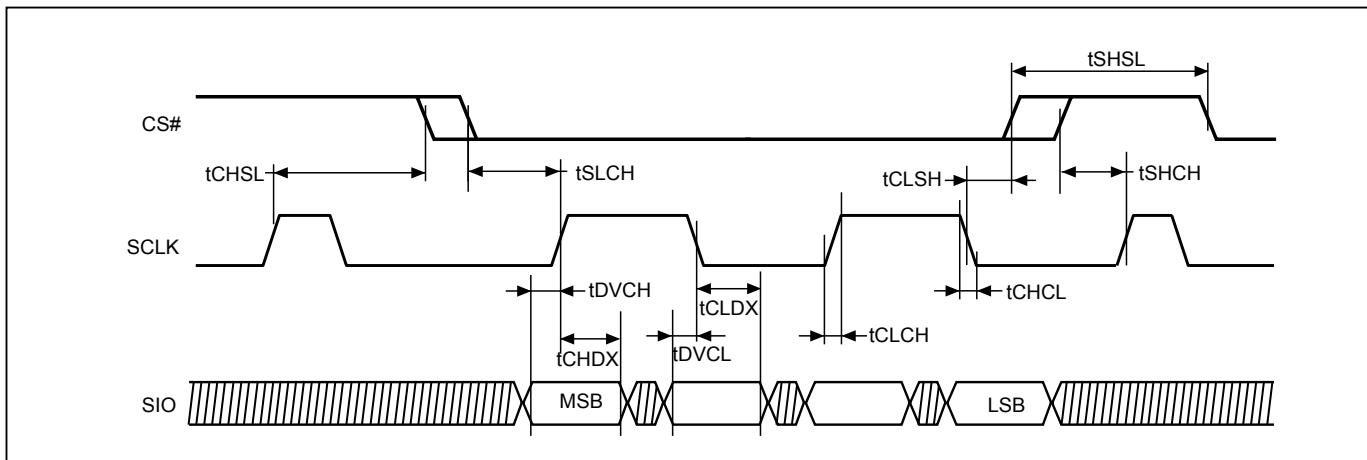 tSHSL
CS#
tCHSL
tSLCH
tCLSH
tSHCH
SCLK
tDVCH
tCLDX
tCHCL
tCHDX
tDVCL
tCLCH
SIO
MSB
LSB